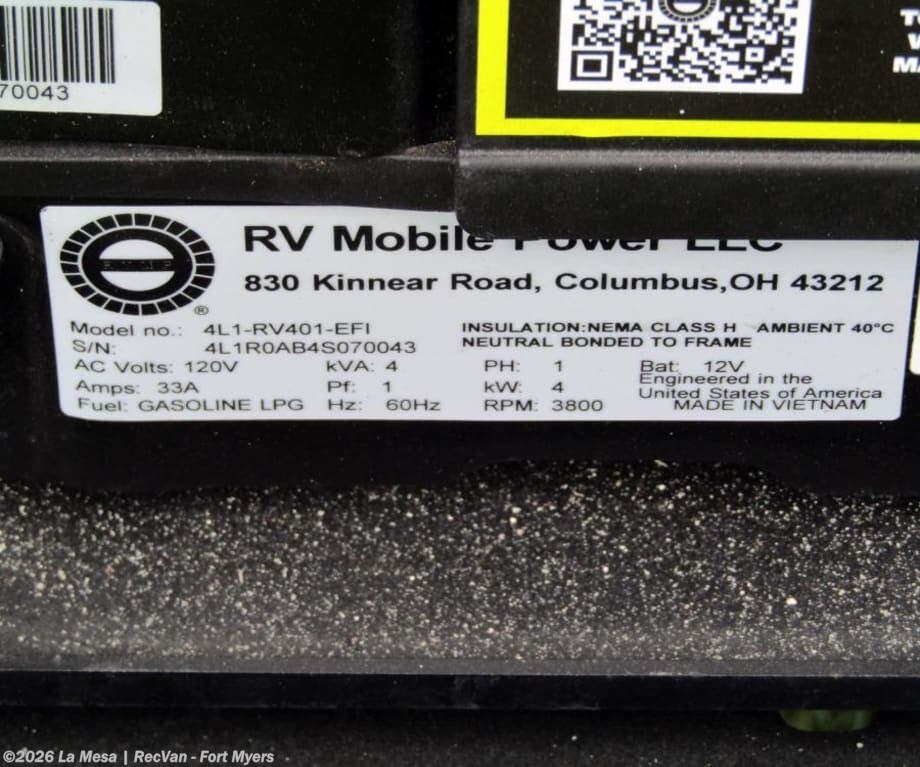 70043
T
W
MA
RV Mobile Power LLC
830 Kinnear Road, Columbus,OH 43212
®
Model no.: 4L1-RV401-EFI
INSULATION:NEMA CLASS H AMBIENT 40°C
S/N: 4L1R0AB4S070043
NEUTRAL BONDED TO FRAME
AC Volts: 120V kVA: 4 PH: 1 Bat: 12V
Amps: 33A Pf: 1 kW: 4 Engineered in the
United States of America
Fuel: GASOLINE LPG Hz: 60Hz RPM: 3800 MADE IN VIETNAM
©2026 La Mesa | RecVan - Fort Myers